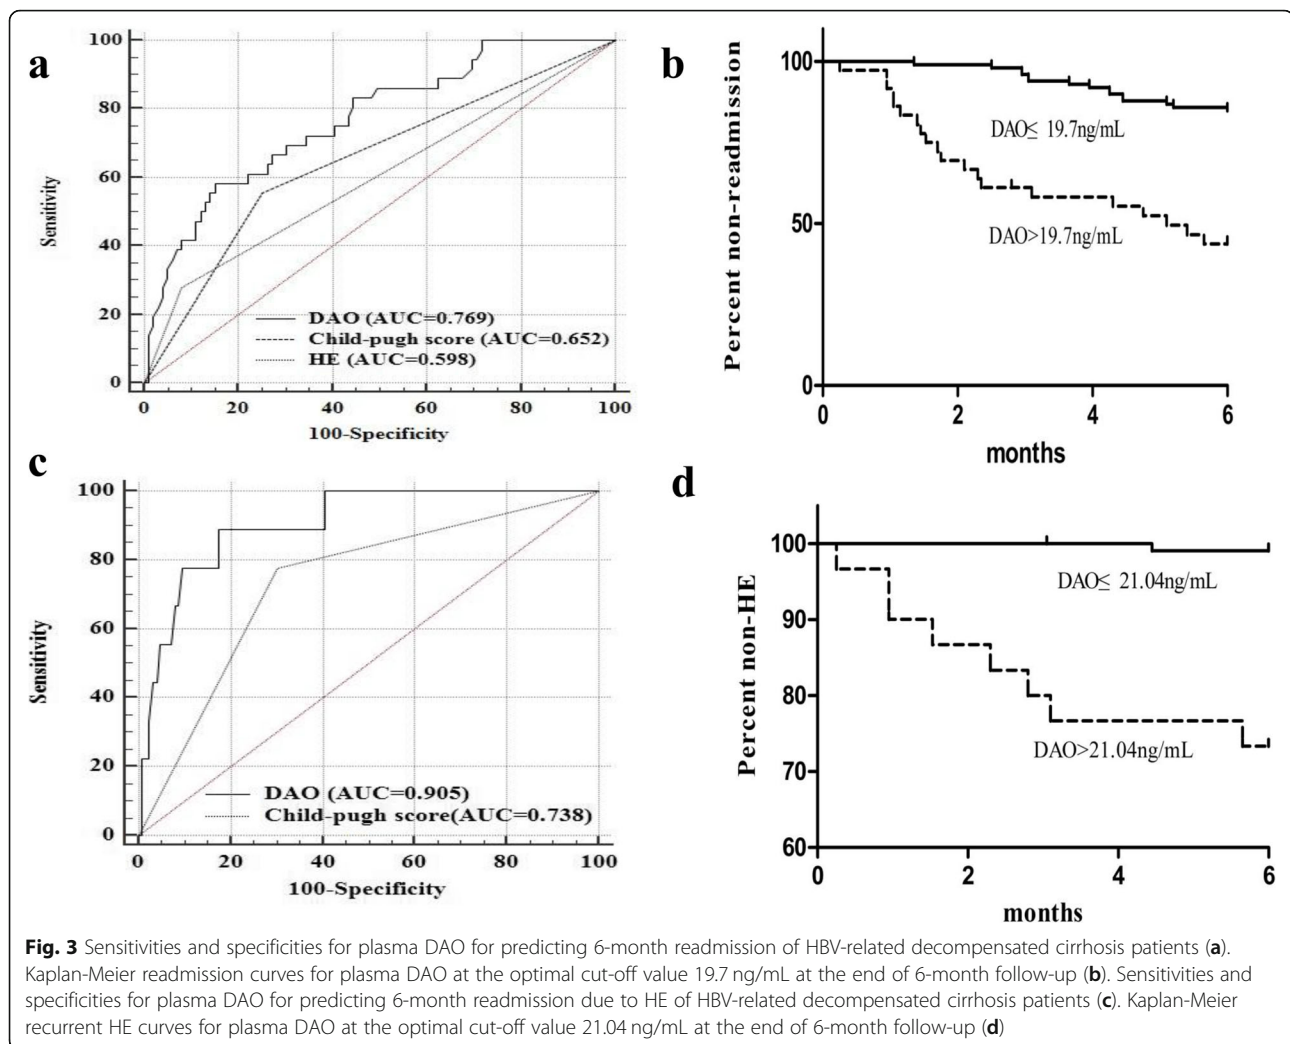 a
100
80
60
40
20
0
Sensitivity
DAO (AUC=0.769)
Child-pugh score (AUC=0.652)
HE (AUC=0.598)
0 20 40 60 80 100
100-Specificity
b
Percent non-readmission
100
50
0
DAO≤ 19.7ng/mL
DAO>19.7ng/mL
0 2 4 6
months
c
100
80
60
40
20
0
Sensitivity
DAO (AUC=0.905)
Child-pugh score(AUC=0.738)
0 20 40 60 80 100
100-Specificity
d
Percent non-HE
100
90
80
70
60
DAO≤ 21.04ng/mL
DAO>21.04ng/mL
0 2 4 6
months
Fig. 3 Sensitivities and specificities for plasma DAO for predicting 6-month readmission of HBV-related decompensated cirrhosis patients (a).
Kaplan-Meier readmission curves for plasma DAO at the optimal cut-off value 19.7 ng/mL at the end of 6-month follow-up (b). Sensitivities and
specificities for plasma DAO for predicting 6-month readmission due to HE of HBV-related decompensated cirrhosis patients (c). Kaplan-Meier
recurrent HE curves for plasma DAO at the optimal cut-off value 21.04 ng/mL at the end of 6-month follow-up (d)